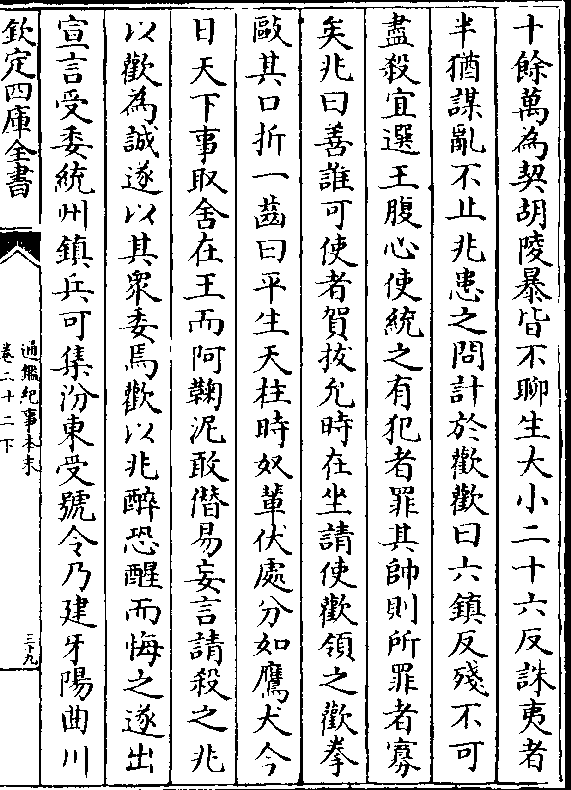 十餘萬為契胡陵暴皆不聊生大小二十六反誅夷者
半猶謀亂不止兆患之問計於歡歡曰六鎮反殘不可
盡殺宜選王腹心使統之有犯者罪其帥則所罪者寡
矣兆曰善誰可使者賀拔允時在坐請使歡領之歡拳
毆其口折一齒曰平生天柱時奴輩伏處分如鷹犬今
日天下事取舍在王而阿鞠泥敢僭易妄言請殺之兆
以歡為誠遂以其衆委焉歡以兆醉恐醒而悔之遂出
宣言受委統州鎮兵可集汾東受號令乃建牙陽曲川
欽定四庫全書
通鑑紀事本末
卷二十二下
三十九